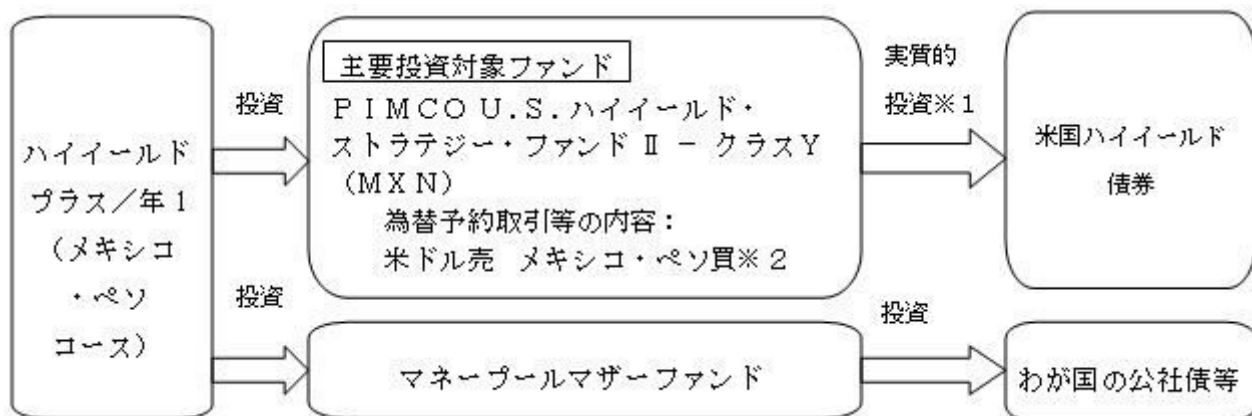 ハイイールド
プラス/年1
(メキシコ
・ペソ
コース)
投資
投資
主要投資対象ファンド
PIMCO U.S.ハイイールド・
ストラテジー・ファンドⅡ - クラスY
(MXN)
為替予約取引等の内容:
米ドル売 メキシコ・ペソ買※2
マネープールマザーファンド
実質的
投資※1
投資
米国ハイイールド
債券
わが国の公社債等